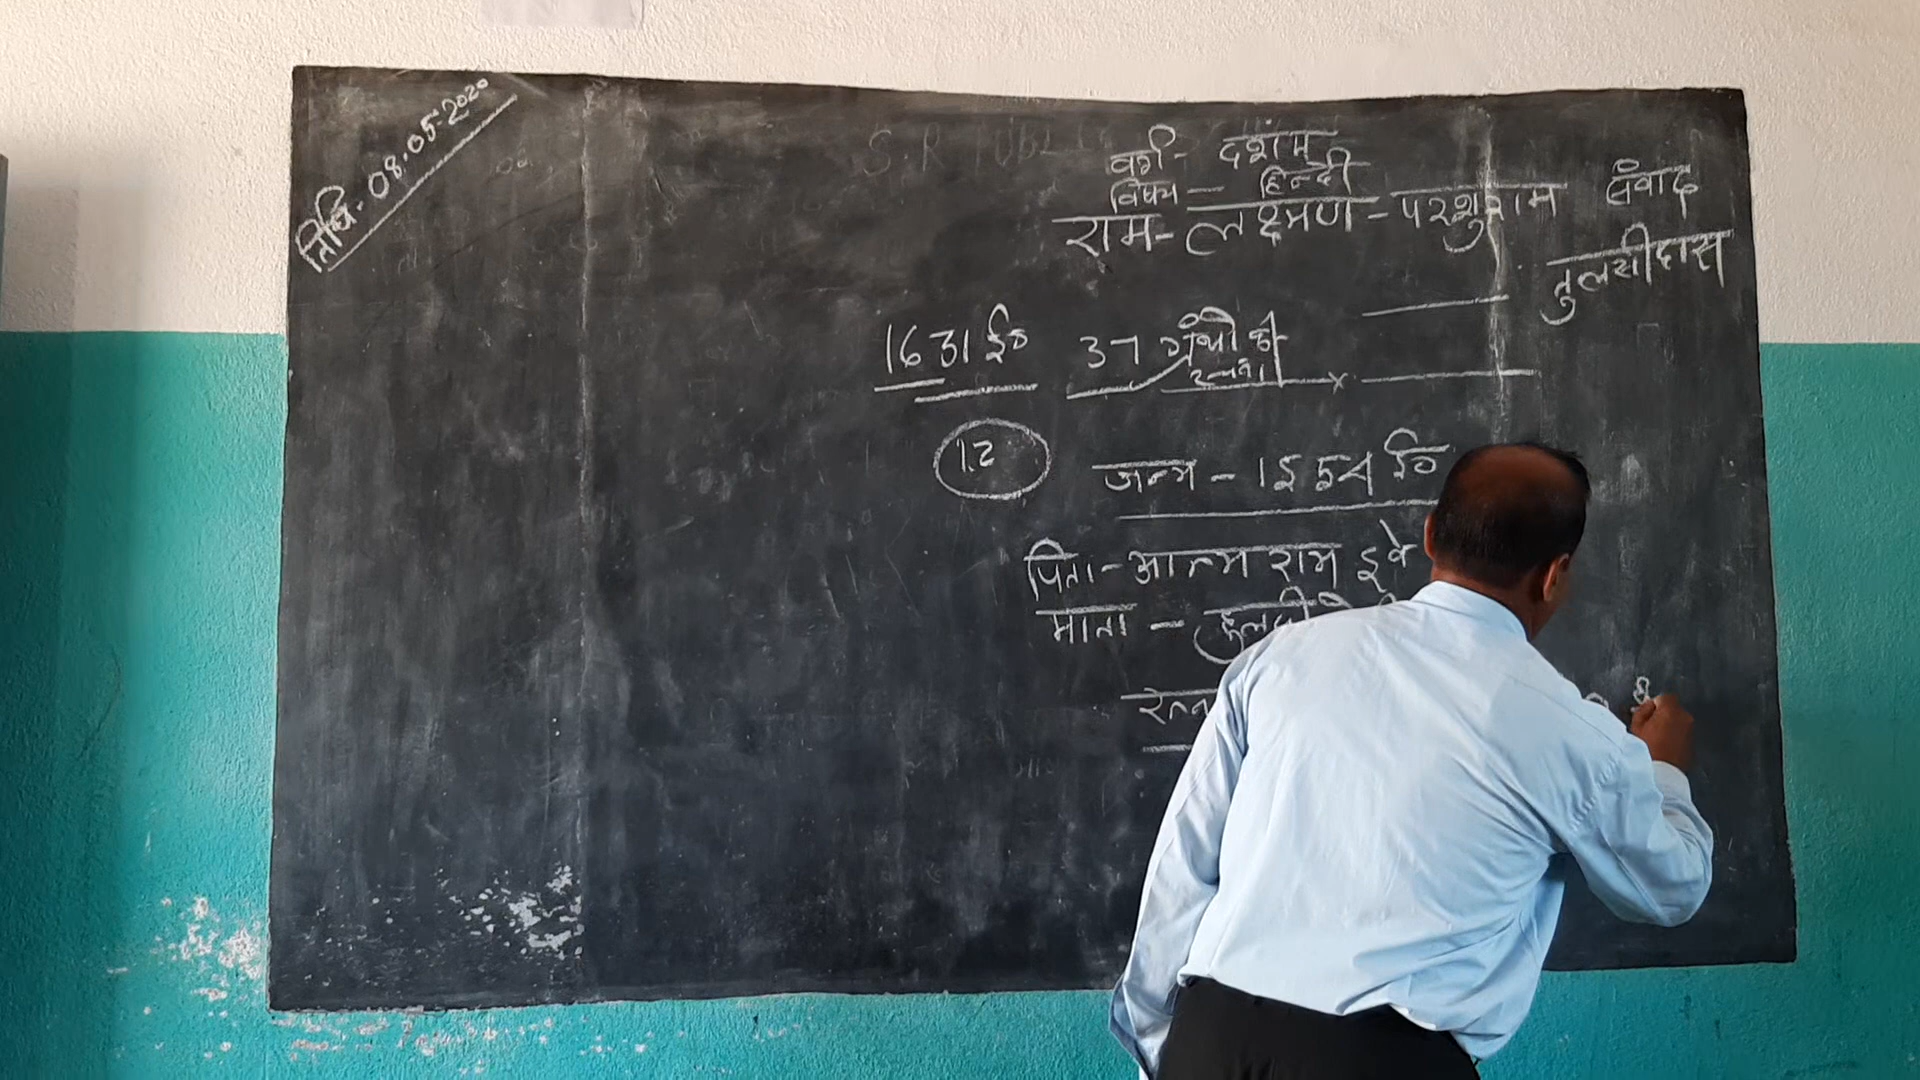 तिथि-08.05.2020
वर्ग- दशम
विषय- हिन्दी
राम-लक्ष्मण-परशुराम संवाद
तुलसीदास
1631 ई० 37 ग्रंथो की
रचना
12
जन्म-1554 ई०
पिता-आत्म राम दुवे
माता-